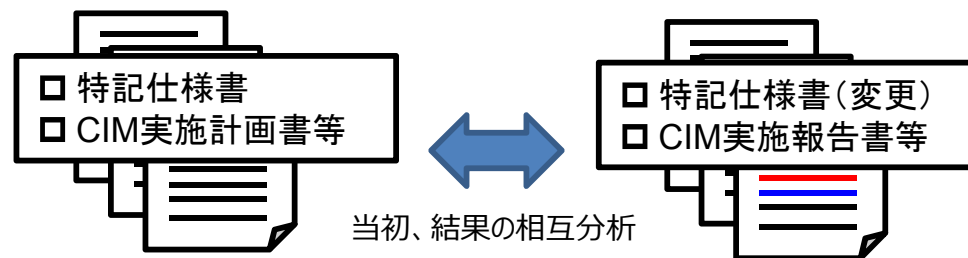 □ 特記仕様書
□ CIM実施計画書等
□ 特記仕様書(変更)
□ CIM実施報告書等
当初、結果の相互分析